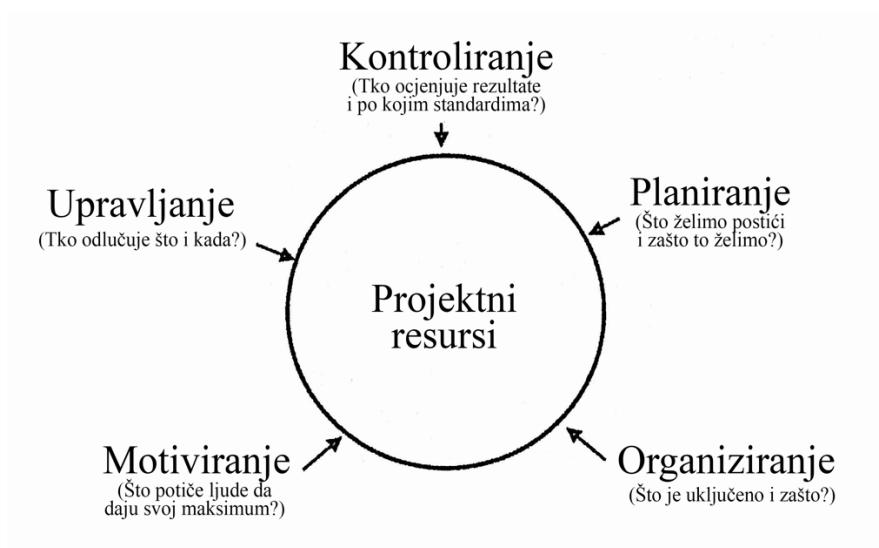 Kontroliranje
(Tko ocjenjuje rezultate
i po kojim standardima?)
Upravljanje
(Tko odlučuje što i kada?)
Planiranje
(Što želimo postići
i zašto to želimo?)
Projektni
resursi
Motiviranje
(Što potiče ljude da
daju svoj maksimum?)
Organiziranje
(Što je uključeno i zašto?)